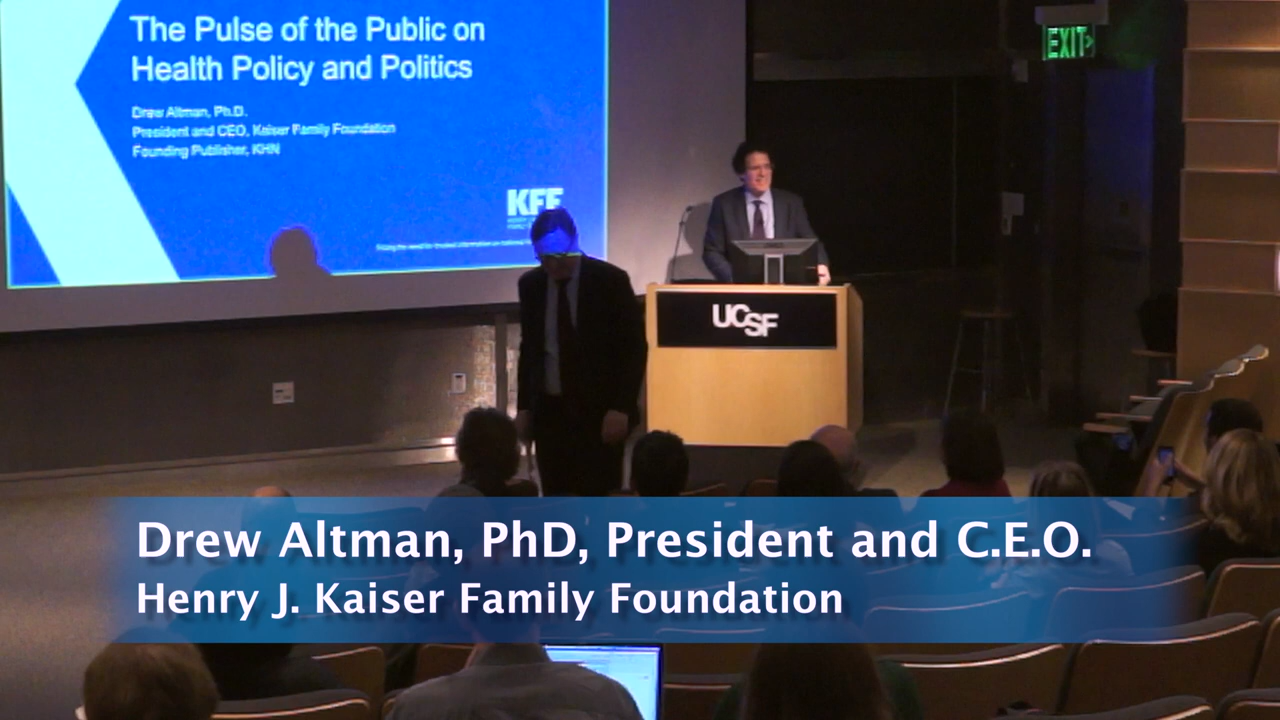 The Pulse of the Public on
Health Policy and Politics
Drew Altman, Ph.D.
President and CEO, Kaiser Family Foundation
Founding Publisher, KHN
KFF
EXIT
UCSF
Drew Altman, PhD, President and C.E.O.
Henry J. Kaiser Family Foundation